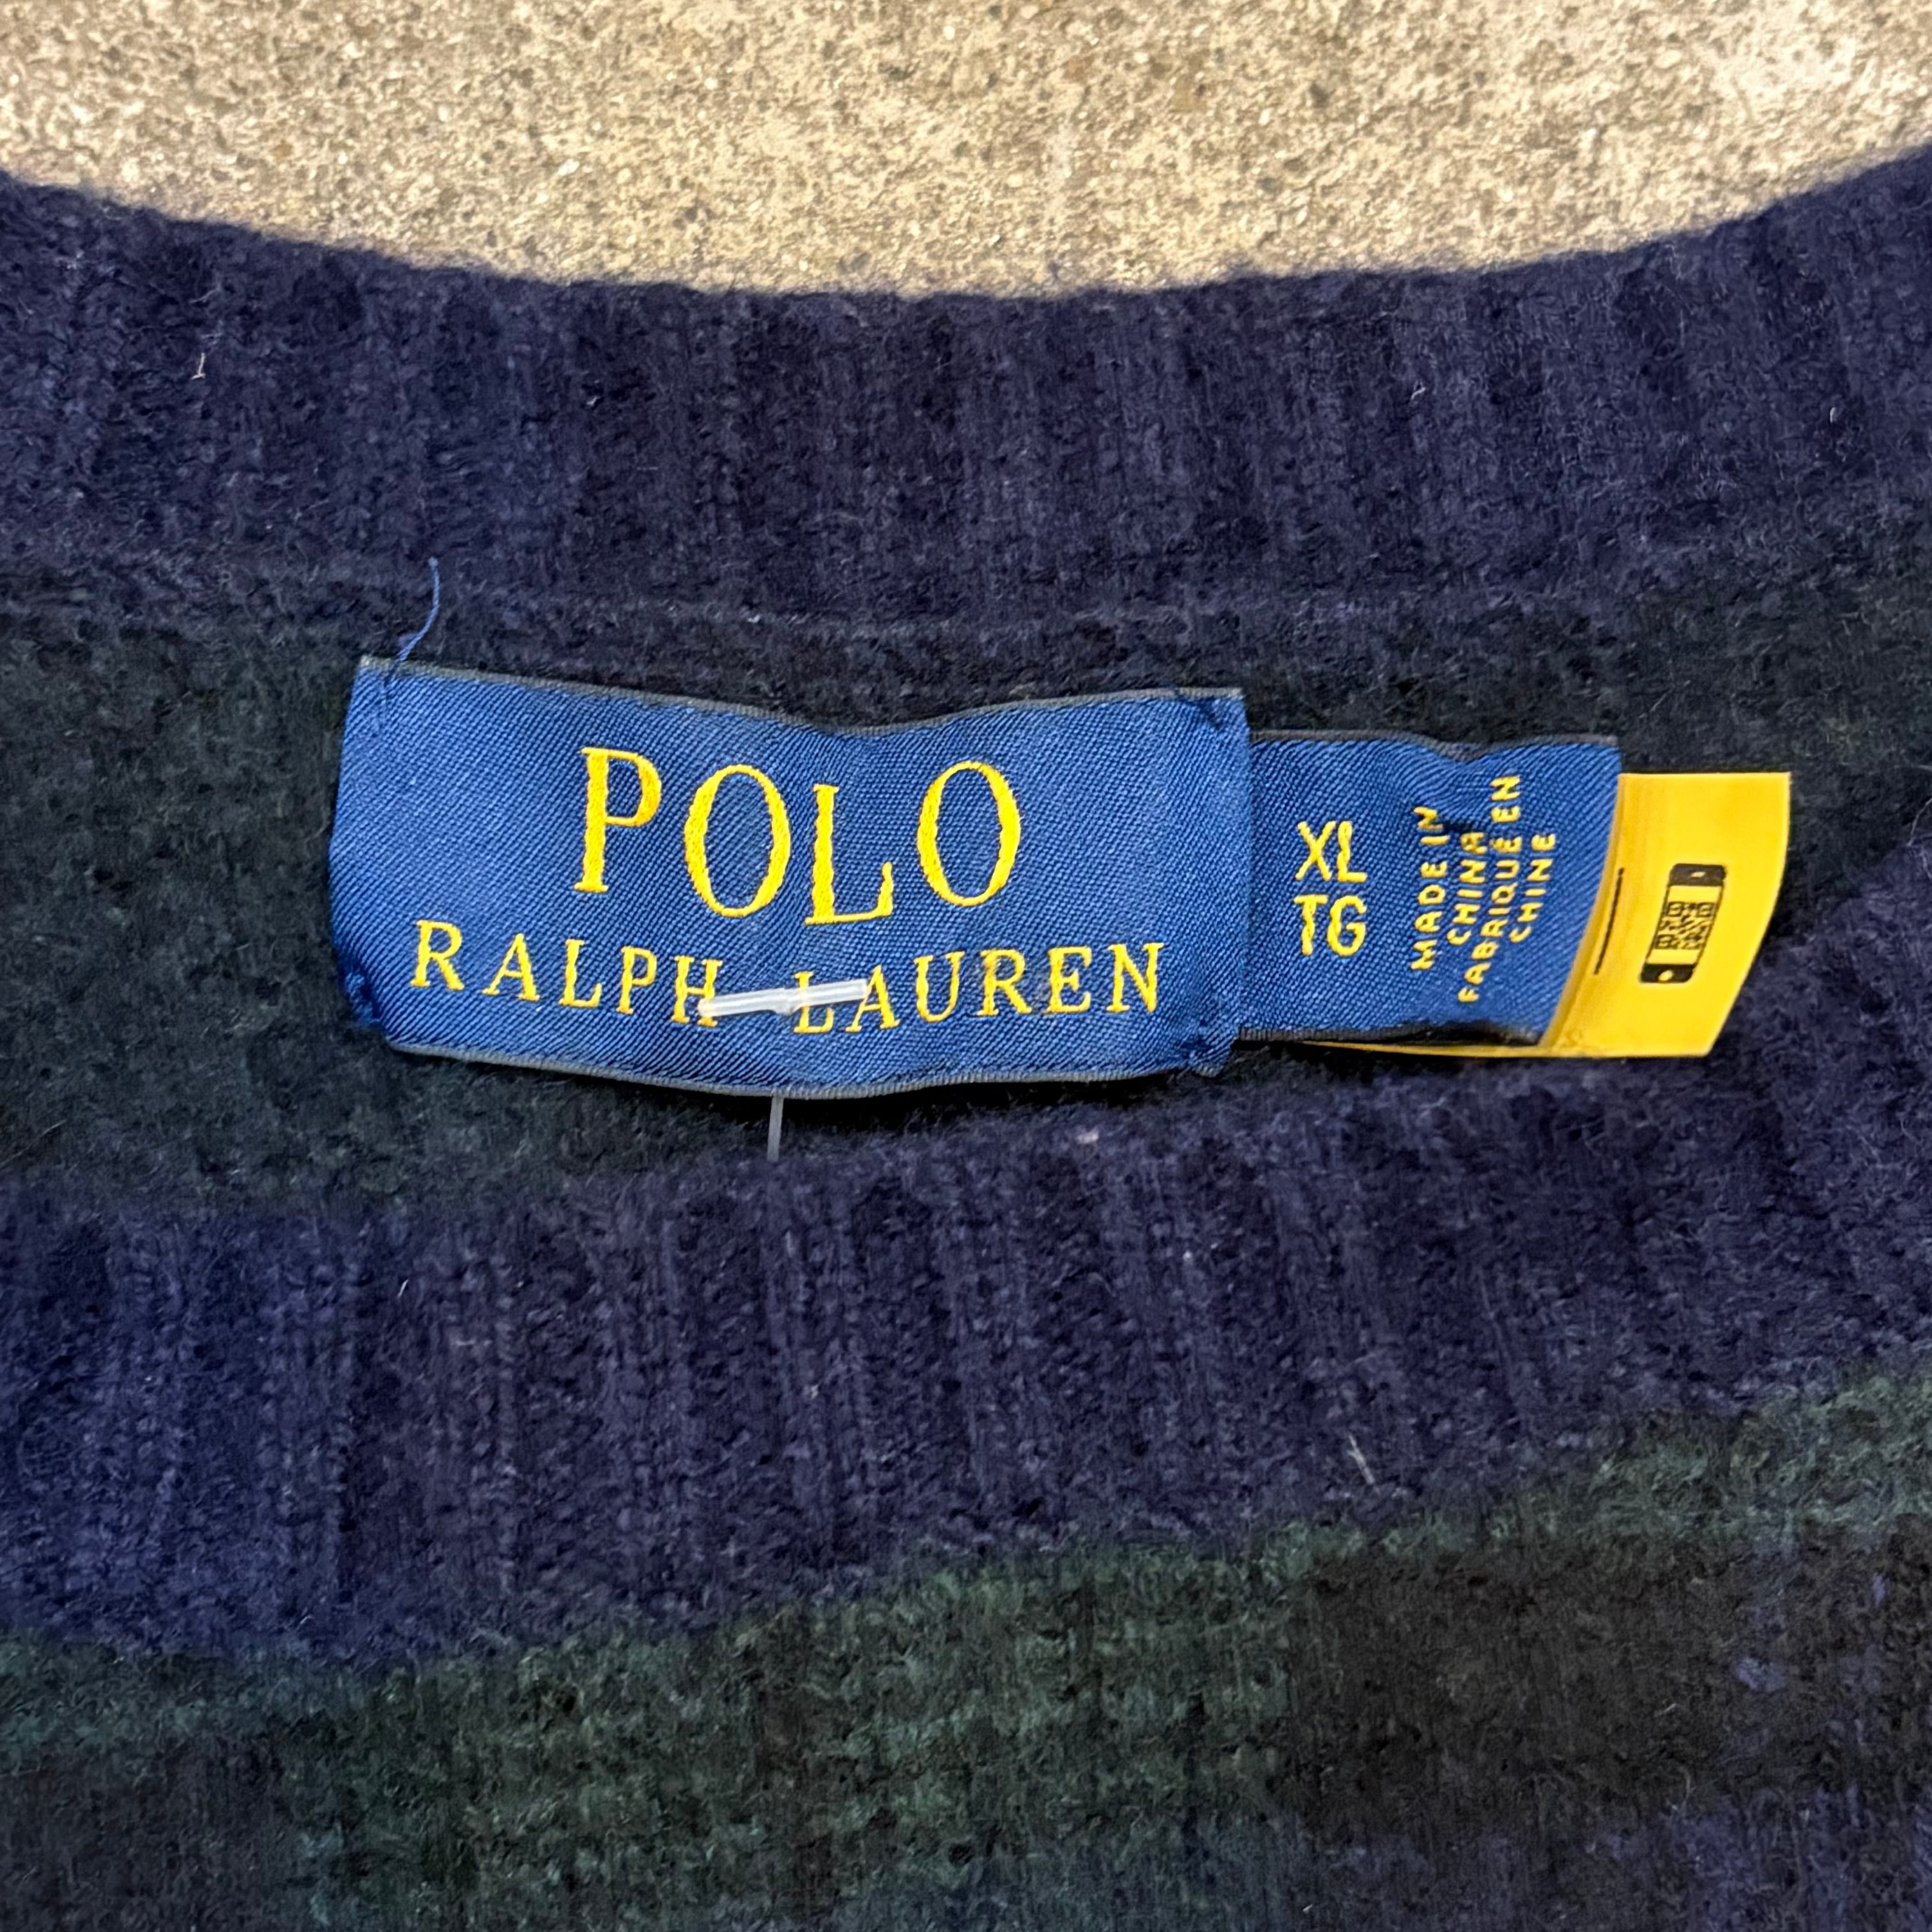 POLO
RALPH LAUREN
XL
TG
MADE IN
CHINA
FABRIQUÉ EN
CHINE